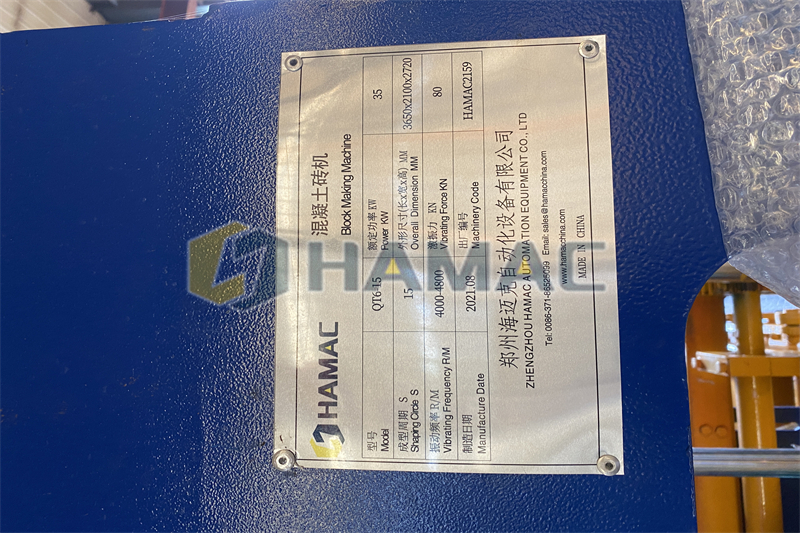 HAMAC
混凝土砖机
Block Making Machine
型号 QT6-15 额定功率 KW 35
Model Power KW
成型周期 S 15 外形尺寸(长x宽x高) MM 3650x2100x2720
Shaping Circle S Overall Dimension MM
振动频率 R/M 4000-4800 激振力 KN 80
Vibrating Frequency R/M Vibrating Force KN
制造日期 2021.08 出厂编号 HAMAC2159
Manufacture Date Machinery Code
郑州海迈克自动化设备有限公司
ZHENGZHOU HAMAC AUTOMATION EQUIPMENT CO., LTD
Tel: 0086-371-65526099 Email: sales@hamacchina.com
www.hamacchina.com
MADE IN CHINA
HAMAC
8